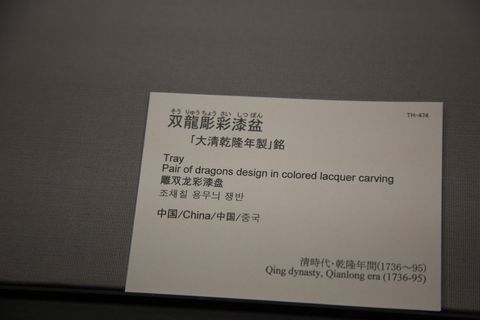 そう りゅう ちょう さい しつ ぼん
双龍彫彩漆盆
TH-474
「大清乾隆年製」銘
Tray
Pair of dragons design in colored lacquer carving
雕双龙彩漆盘
조채칠 용무늬 쟁반
中国/China/中国/중국
清時代・乾隆年間(1736〜95)
Qing dynasty, Qianlong era (1736-95)